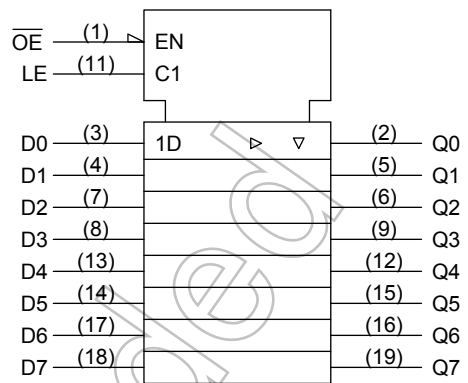 OE (1) EN
LE (11) C1
D0 (3) 1D (2) Q0
D1 (4) (5) Q1
D2 (7) (6) Q2
D3 (8) (9) Q3
D4 (13) (12) Q4
D5 (14) (15) Q5
D6 (17) (16) Q6
D7 (18) (19) Q7
ded